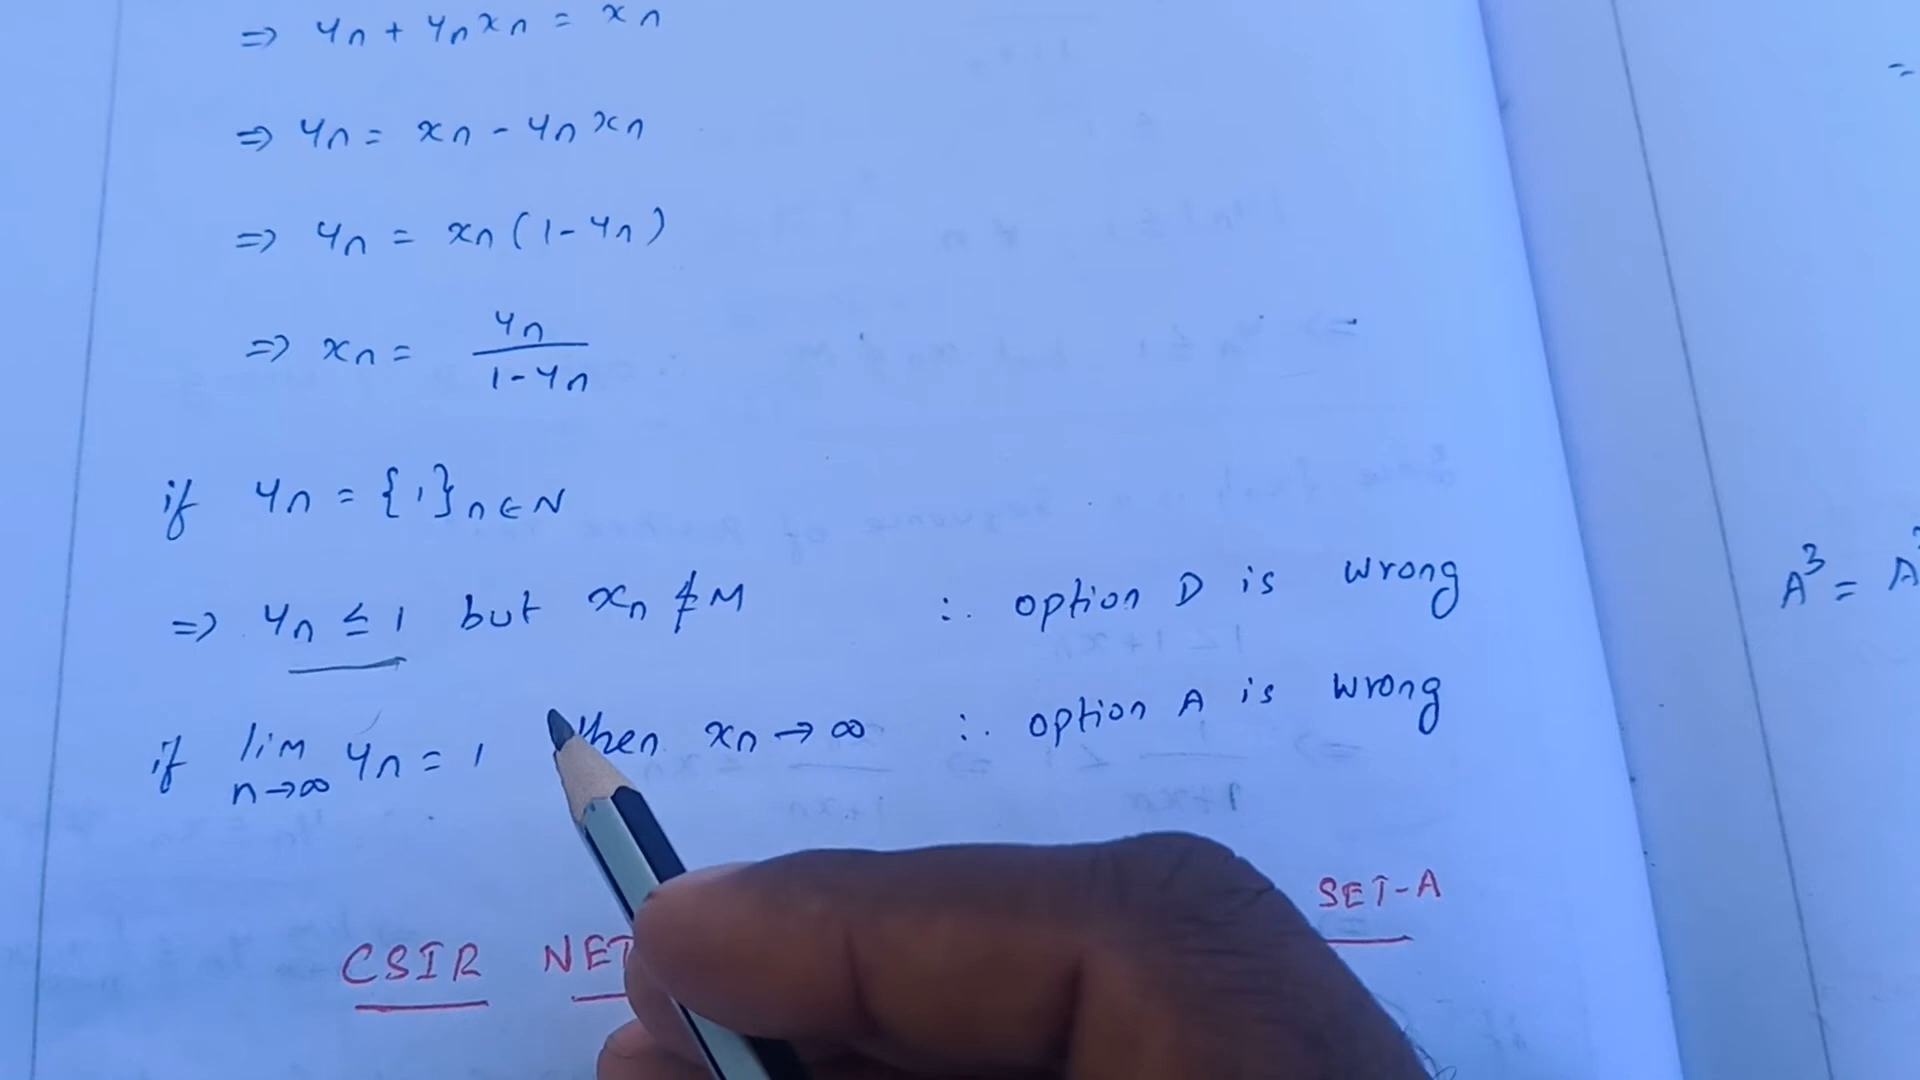 ⇒ yn + ynxn = xn
⇒ yn = xn - ynxn
⇒ yn = xn(1-yn)
⇒ xn = yn / 1-yn
if yn = {1}n∈N
⇒ yn ≤ 1 but xn ≰ M ∴ option D is wrong
if lim n→∞ yn = 1 then xn → ∞ ∴ option A is wrong
SET-A
CSIR NET
A³ = A